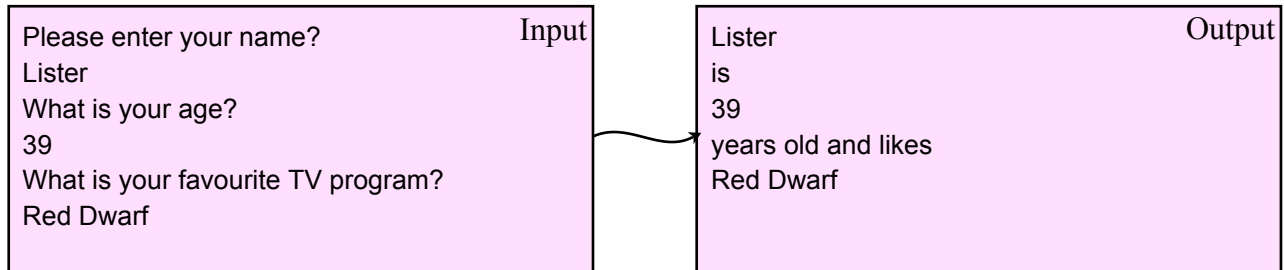 Input
Please enter your name?
Lister
What is your age?
39
What is your favourite TV program?
Red Dwarf
Output
Lister
is
39
years old and likes
Red Dwarf